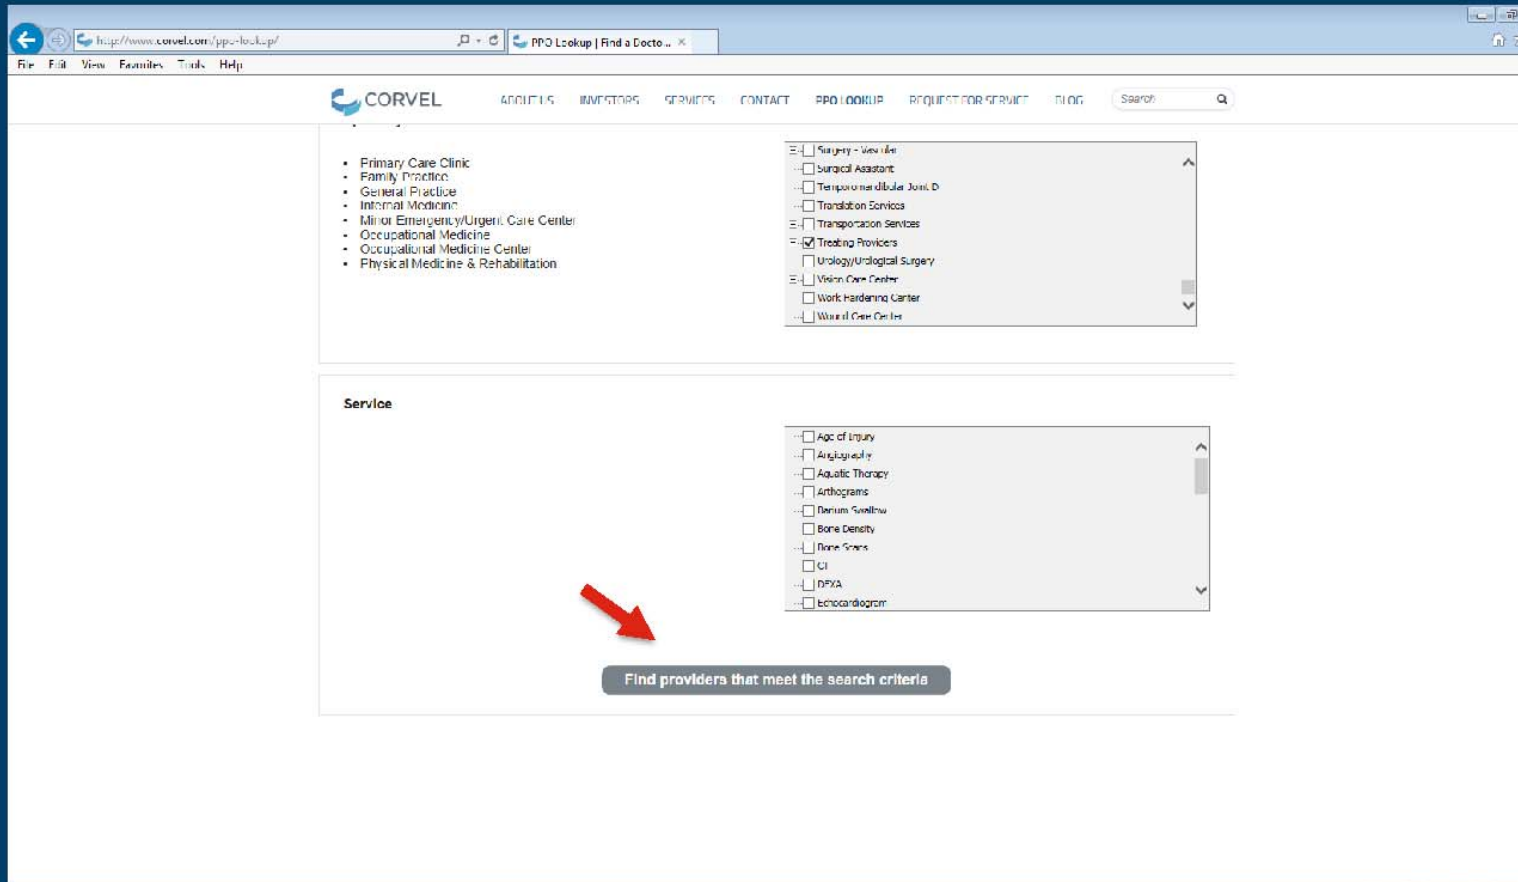 http://www.corvel.com/ppo-lookup/
PPO Lookup | Find a Docto...
File Edit View Favorites Tools Help
CORVEL
ABOUT US INVESTORS SERVICES CONTACT PPO LOOKUP REQUEST FOR SERVICE BLOG Search
Primary Care Clinic
Family Practice
General Practice
Internal Medicine
Minor Emergency/Urgent Care Center
Occupational Medicine
Occupational Medicine Center
Physical Medicine & Rehabilitation
Surgery - Vascular
Surgical Assistant
Temporomandibular Joint D
Translation Services
Transportation Services
Treating Providers
Urology/Urological Surgery
Vision Care Center
Work Hardening Center
Wound Care Center
Service
Age of Injury
Angiography
Aquatic Therapy
Arthograms
Barium Swallow
Bone Density
Bone Scans
CT
DEXA
Echocardiogram
Find providers that meet the search criteria